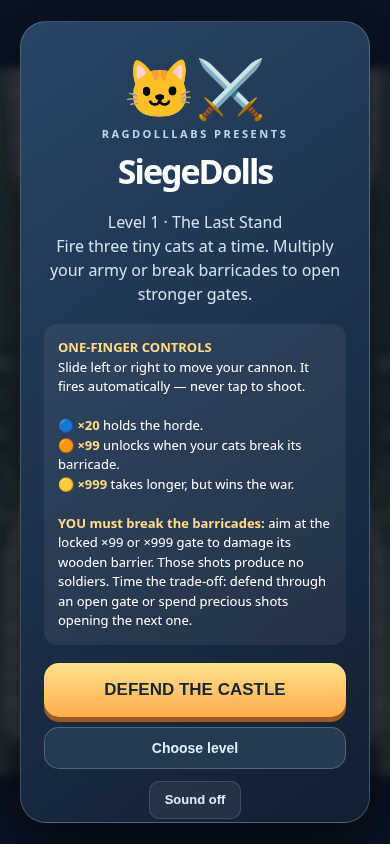 RAGDOLLLABS PRESENTS
SiegeDolls
Level 1 · The Last Stand
Fire three tiny cats at a time. Multiply
your army or break barricades to open
stronger gates.
ONE-FINGER CONTROLS
Slide left or right to move your cannon. It
fires automatically — never tap to shoot.
×20 holds the horde.
×99 unlocks when your cats break its
barricade.
×999 takes longer, but wins the war.
YOU must break the barricades: aim at the
locked ×99 or ×999 gate to damage its
wooden barrier. Those shots produce no
soldiers. Time the trade-off: defend through
an open gate or spend precious shots
opening the next one.
DEFEND THE CASTLE
Choose level
Sound off